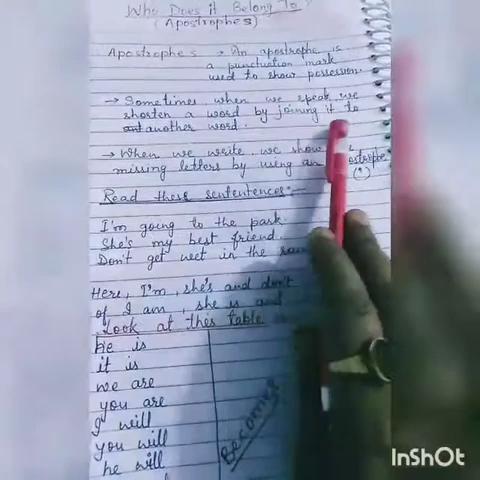 Who Does it Belong To?
(Apostrophes)
Apostrophes → An apostrophe is
a punctuation mark
used to show possession.
→ Sometimes when we speak we
shorten a word by joining it to
another word.
→ When we write we show
missing letters by using an apostrophe
(')
Read these sententences:-
I'm going to the park.
She's my best friend.
Don't get wet in the
Here, I'm, she's and don't
of I am, she is and
Look at this table
he is
it is
we are
you are
I will
you will
he will
Becomes
InShOt